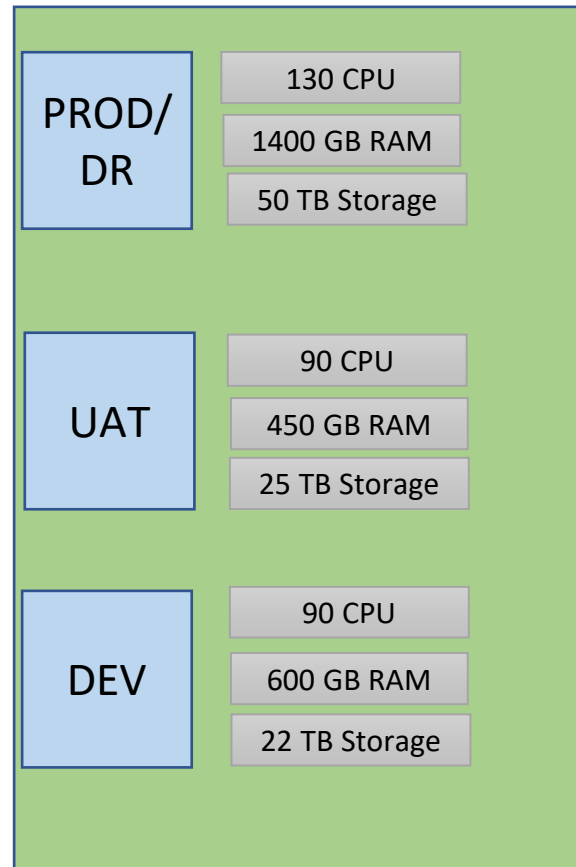 PROD/
DR
130 CPU
1400 GB RAM
50 TB Storage
UAT
90 CPU
450 GB RAM
25 TB Storage
DEV
90 CPU
600 GB RAM
22 TB Storage